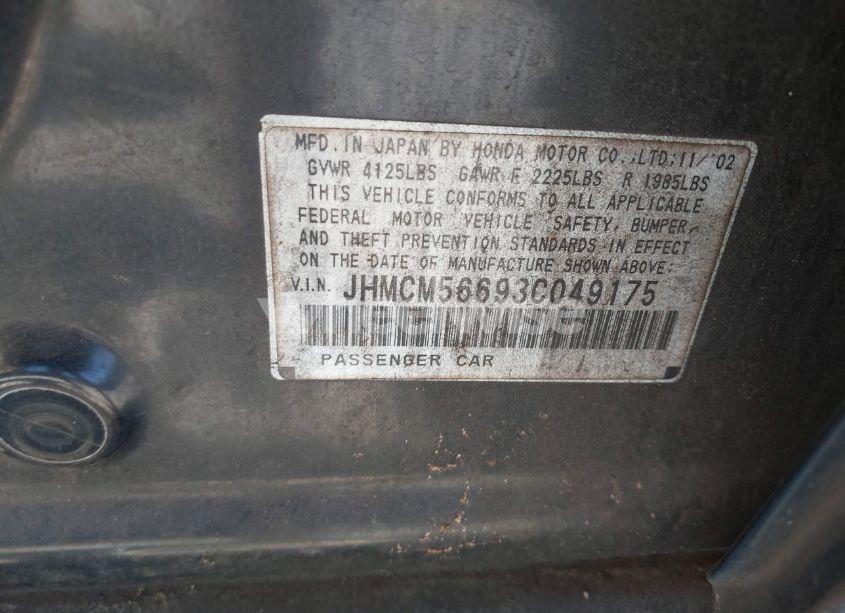 MFD. IN JAPAN BY HONDA MOTOR CO.,LTD; 11/'02
GVWR 4125LBS GAWR F 2225LBS R 1985LBS
THIS VEHICLE CONFORMS TO ALL APPLICABLE
FEDERAL MOTOR VEHICLE SAFETY, BUMPER,
AND THEFT PREVENTION STANDARDS IN EFFECT
ON THE DATE OF MANUFACTURE SHOWN ABOVE:
V.I.N. JHMCM56693C049175
PASSENGER CAR